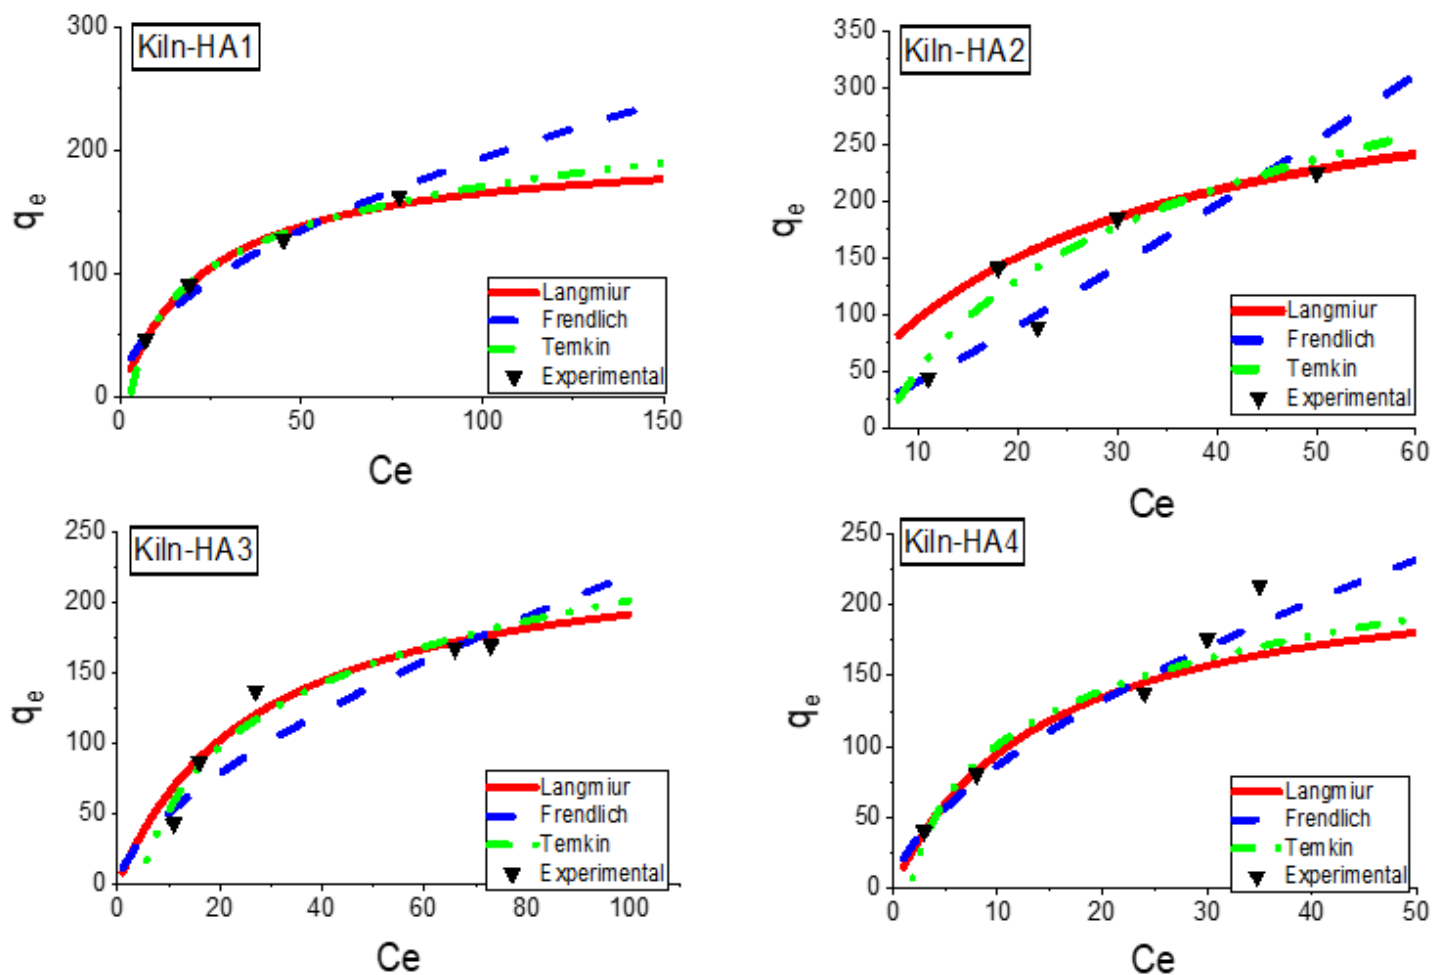 Kiln-HA1
300
200
100
0
0
50
100
150
qe
Ce
Langmiur
Frendlich
Temkin
Experimental
Kiln-HA2
350
300
250
200
150
100
50
0
10
20
30
40
50
60
qe
Ce
Langmiur
Frendlich
Temkin
Experimental
Kiln-HA3
250
200
150
100
50
0
0
20
40
60
80
100
qe
Ce
Langmiur
Frendlich
Temkin
Experimental
Kiln-HA4
250
200
150
100
50
0
0
10
20
30
40
50
qe
Ce
Langmiur
Frendlich
Temkin
Experimental